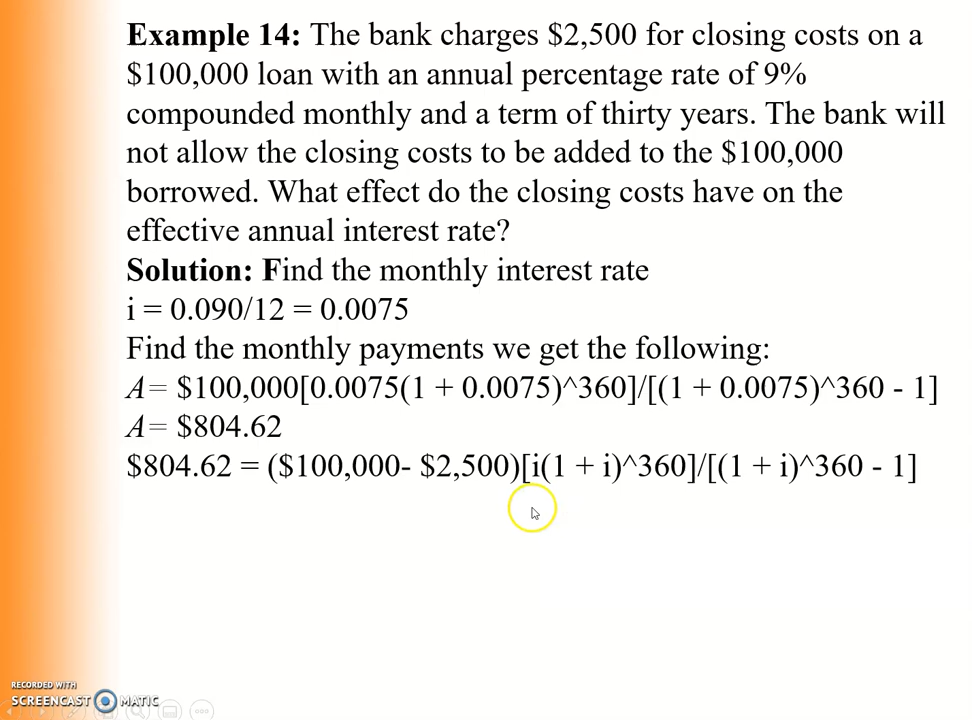 Example 14: The bank charges $2,500 for closing costs on a
$100,000 loan with an annual percentage rate of 9%
compounded monthly and a term of thirty years. The bank will
not allow the closing costs to be added to the $100,000
borrowed. What effect do the closing costs have on the
effective annual interest rate?
Solution: Find the monthly interest rate
i = 0.090/12 = 0.0075
Find the monthly payments we get the following:
A= $100,000[0.0075(1 + 0.0075)^360]/[(1 + 0.0075)^360 - 1]
A= $804.62
$804.62 = ($100,000- $2,500)[i(1 + i)^360]/[(1 + i)^360 - 1]
RECORDED WITH
SCREENCAST MATIC